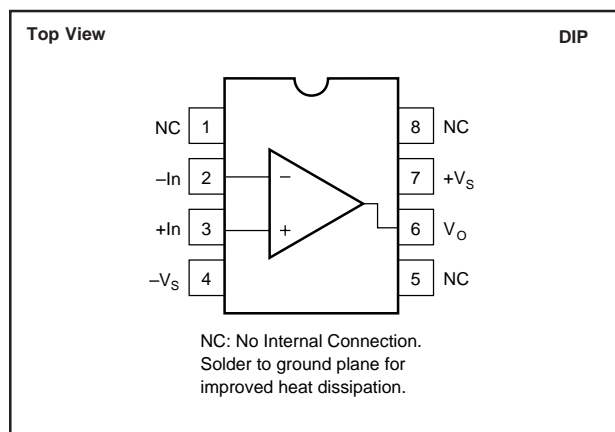 Top View
DIP
NC 1
8 NC
–In 2
−
7 +VS
+In 3
+
6 VO
–VS 4
5 NC
NC: No Internal Connection.
Solder to ground plane for
improved heat dissipation.